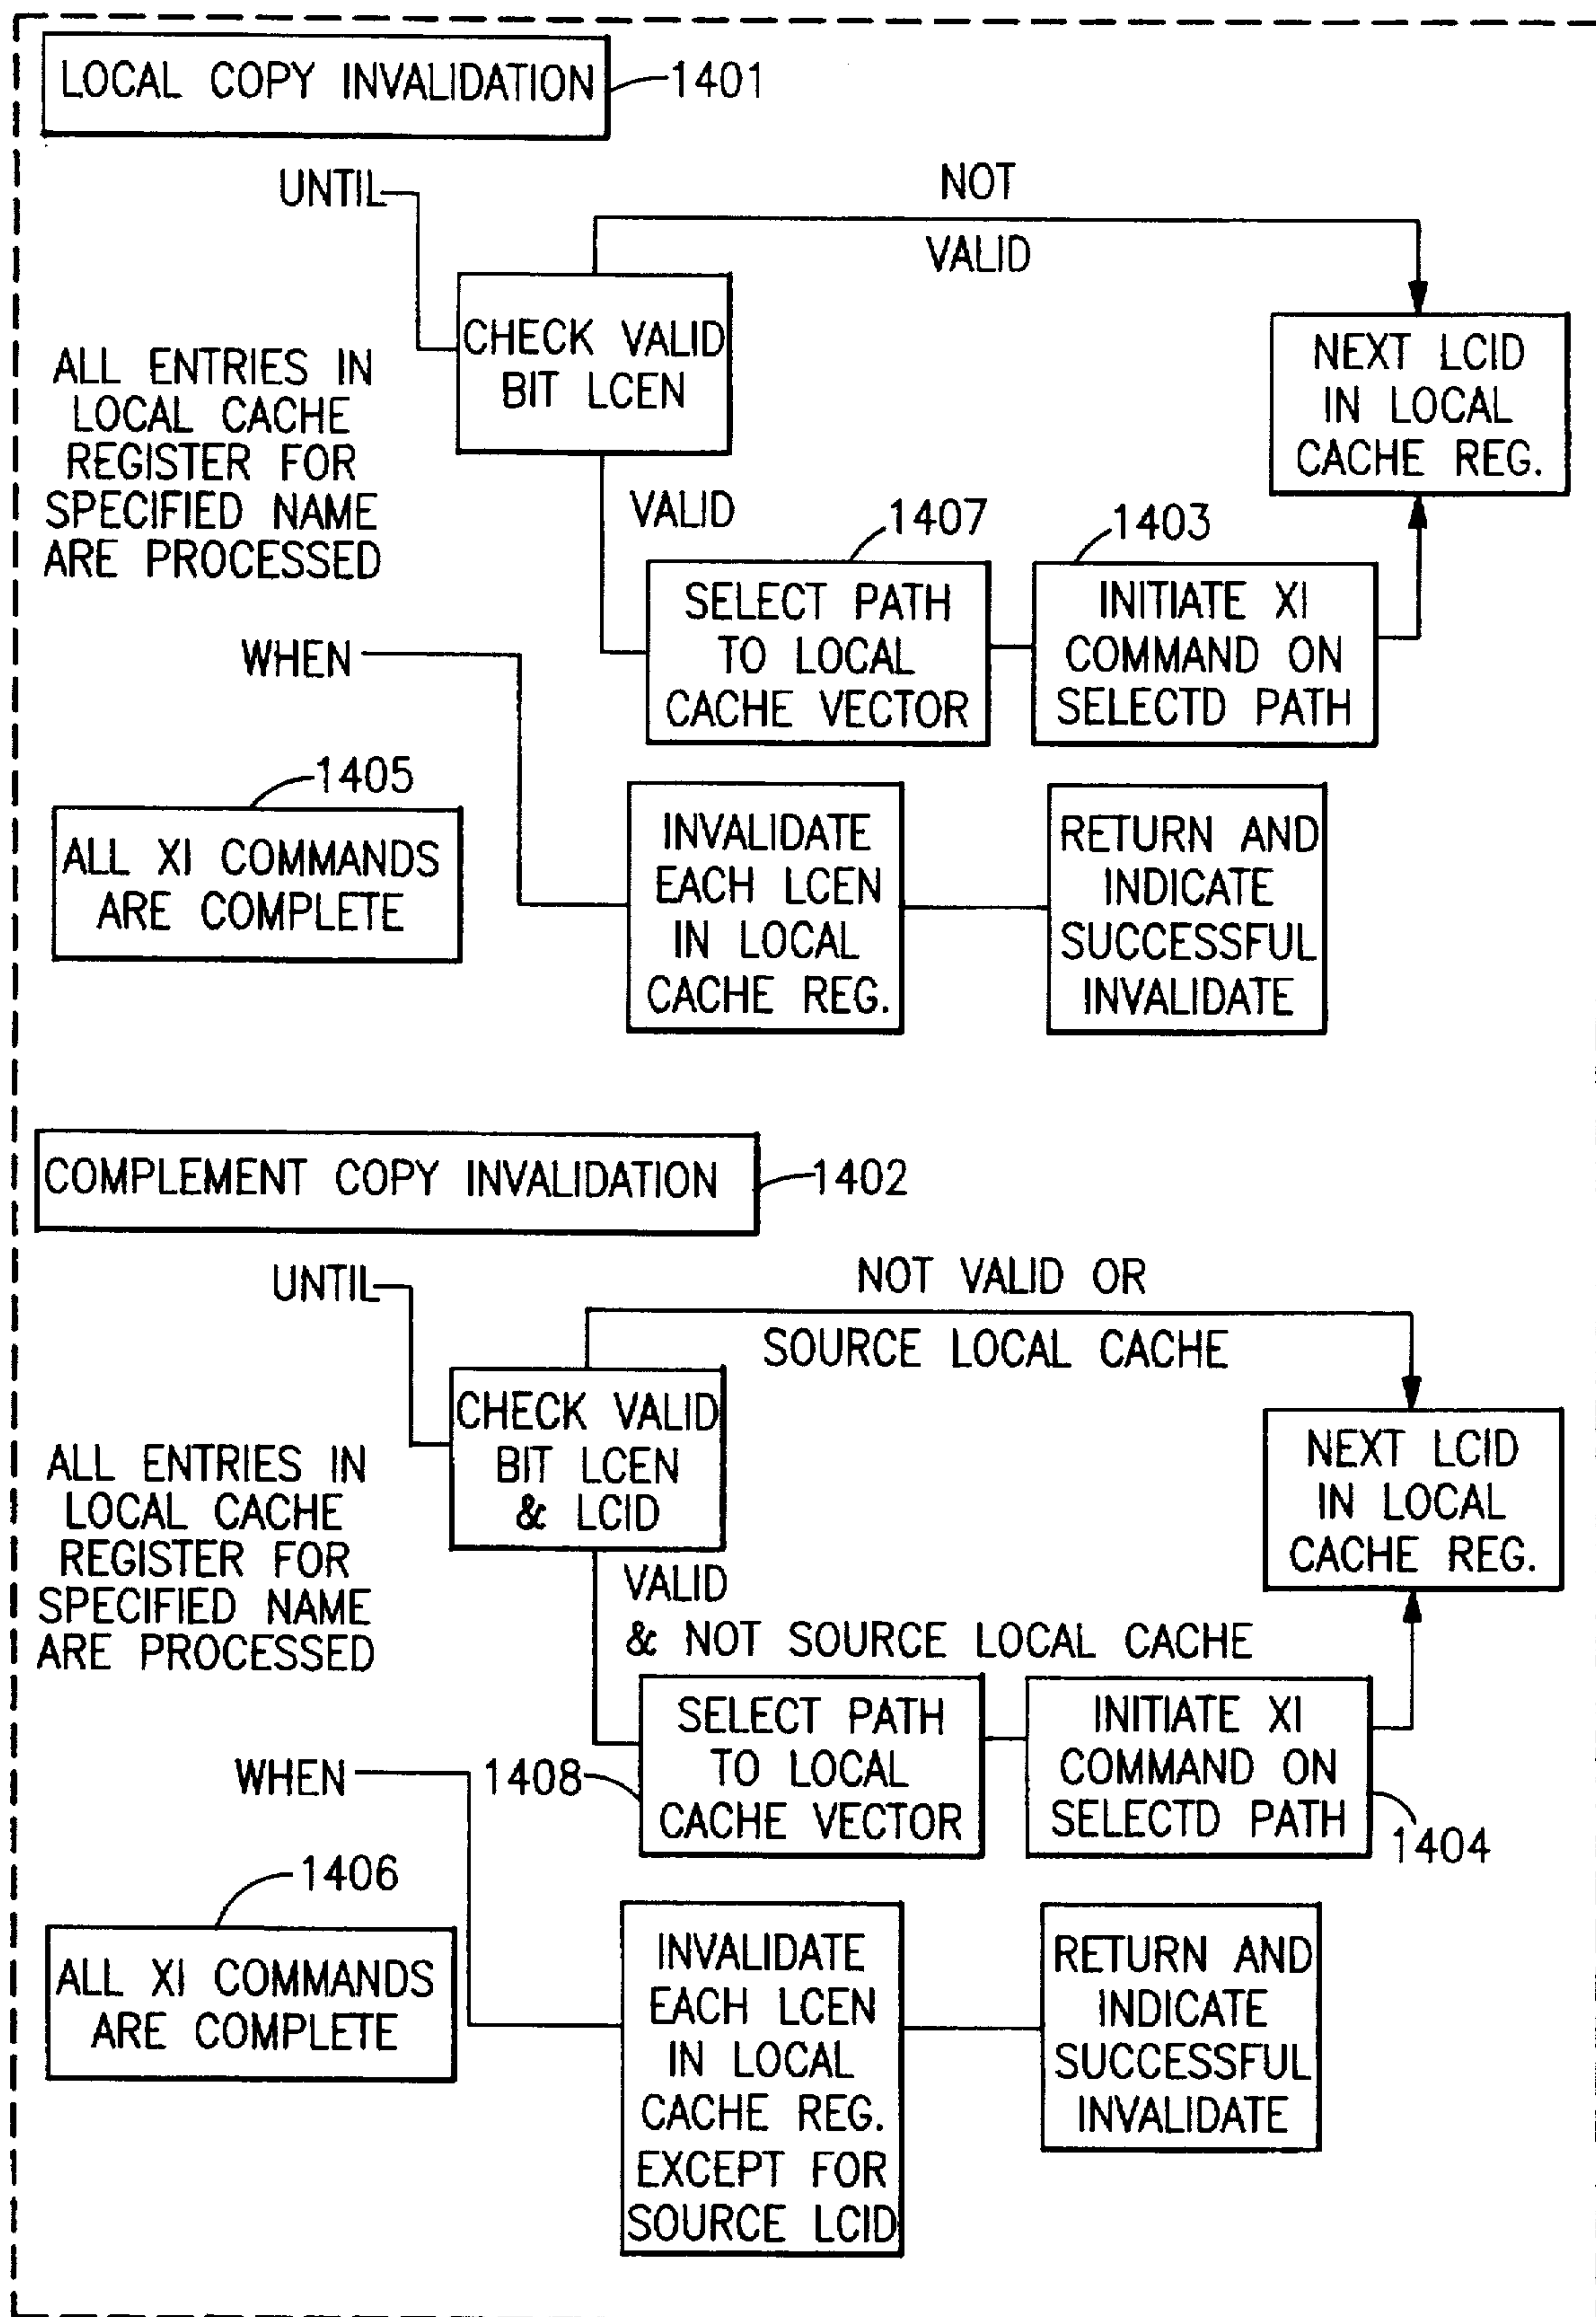 LOCAL COPY INVALIDATION
1401
UNTIL
NOT
VALID
CHECK VALID
BIT LCEN
NEXT LCID
IN LOCAL
CACHE REG.
ALL ENTRIES IN
LOCAL CACHE
REGISTER FOR
SPECIFIED NAME
ARE PROCESSED
VALID
1407
1403
SELECT PATH
TO LOCAL
CACHE VECTOR
INITIATE XI
COMMAND ON
SELECTD PATH
WHEN
1405
ALL XI COMMANDS
ARE COMPLETE
INVALIDATE
EACH LCEN
IN LOCAL
CACHE REG.
RETURN AND
INDICATE
SUCCESSFUL
INVALIDATE
COMPLEMENT COPY INVALIDATION
1402
UNTIL
NOT VALID OR
SOURCE LOCAL CACHE
CHECK VALID
BIT LCEN
& LCID
NEXT LCID
IN LOCAL
CACHE REG.
ALL ENTRIES IN
LOCAL CACHE
REGISTER FOR
SPECIFIED NAME
ARE PROCESSED
VALID
& NOT SOURCE LOCAL CACHE
SELECT PATH
TO LOCAL
CACHE VECTOR
1408
INITIATE XI
COMMAND ON
SELECTD PATH
1404
WHEN
1406
ALL XI COMMANDS
ARE COMPLETE
INVALIDATE
EACH LCEN
IN LOCAL
CACHE REG.
EXCEPT FOR
SOURCE LCID
RETURN AND
INDICATE
SUCCESSFUL
INVALIDATE